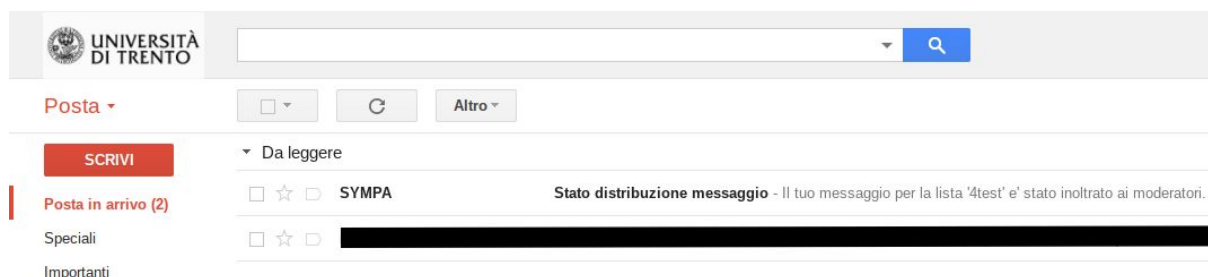 UNIVERSITÀ
DI TRENTO
Posta
Altro
SCRIVI
Da leggere
SYMPA Stato distribuzione messaggio - Il tuo messaggio per la lista '4test' e' stato inoltrato ai moderatori.
Posta in arrivo (2)
Speciali
Importanti